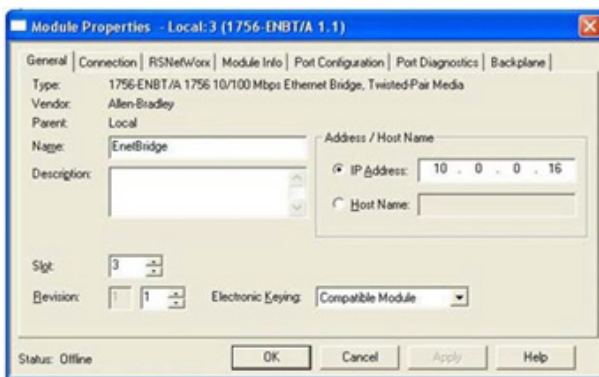 Module Properties - Local:3 (1756-ENBT/A 1.1)
General Connection RSNetWorx Module Info Port Configuration Port Diagnostics Backplane
Type: 1756-ENBT/A 1756 10/100 Mbps Ethernet Bridge, Twisted-Pair Media
Vendor: Allen-Bradley
Parent: Local
Name: EnetBridge
Address / Host Name
IP Address: 10 . 0 . 0 . 16
Description:
Host Name:
Slot: 3
Revision: 1 1 Electronic Keying: Compatible Module
Status: Offline OK Cancel Apply Help